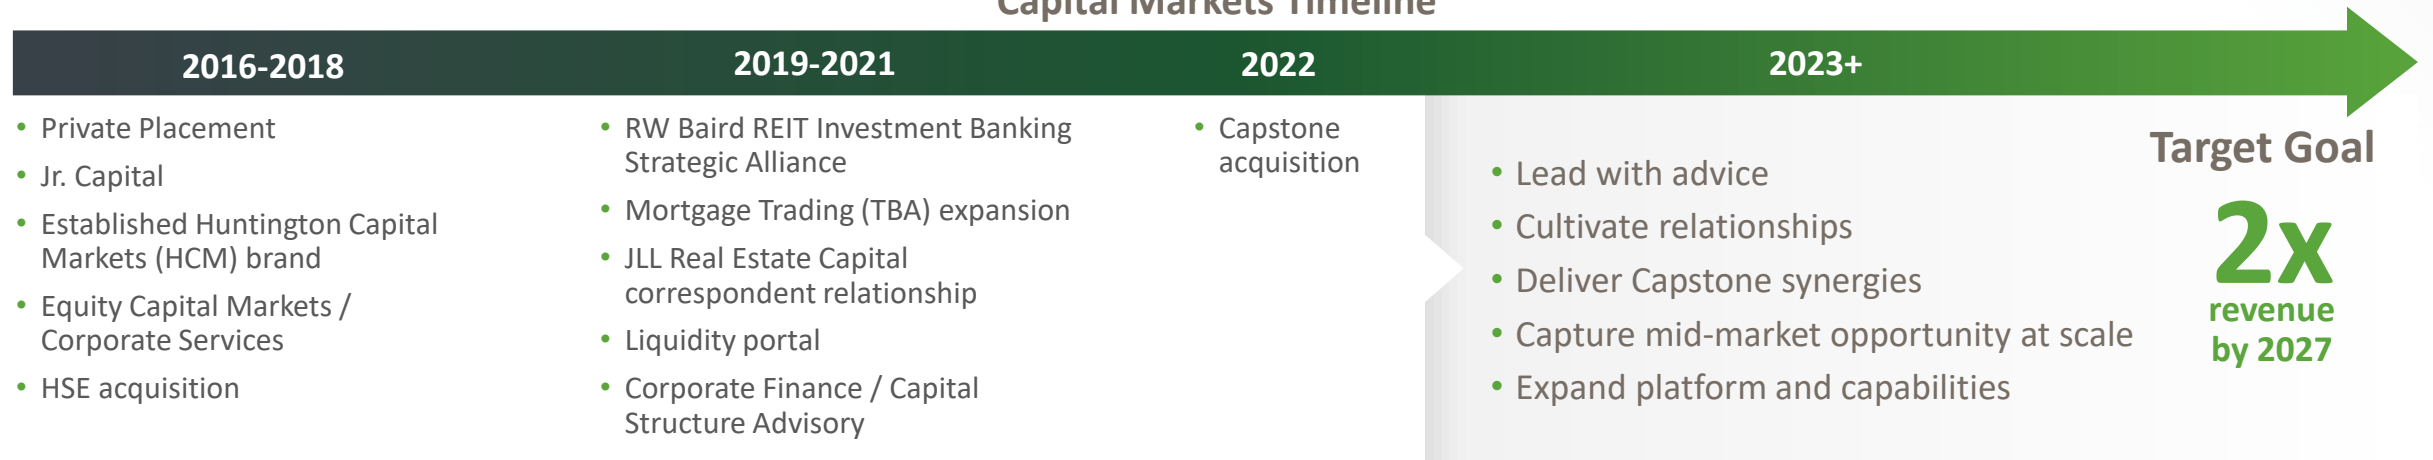 Capital Markets Timeline
2016-2018
2019-2021
2022
2023+
• Private Placement
• Jr. Capital
• Established Huntington Capital
Markets (HCM) brand
• Equity Capital Markets /
Corporate Services
• HSE acquisition
• RW Baird REIT Investment Banking
Strategic Alliance
• Mortgage Trading (TBA) expansion
• JLL Real Estate Capital
correspondent relationship
• Liquidity portal
• Corporate Finance / Capital
Structure Advisory
• Capstone
acquisition
• Lead with advice
• Cultivate relationships
• Deliver Capstone synergies
• Capture mid-market opportunity at scale
• Expand platform and capabilities
Target Goal
2x
revenue
by 2027